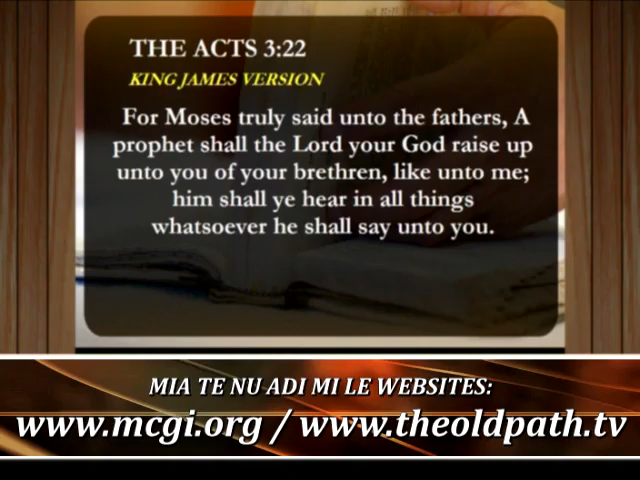 THE ACTS 3:22
KING JAMES VERSION
For Moses truly said unto the fathers, A
prophet shall the Lord your God raise up
unto you of your brethren, like unto me;
him shall ye hear in all things
whatsoever he shall say unto you.
MIA TE NU ADI MI LE WEBSITES:
www.mcgi.org / www.theoldpath.tv